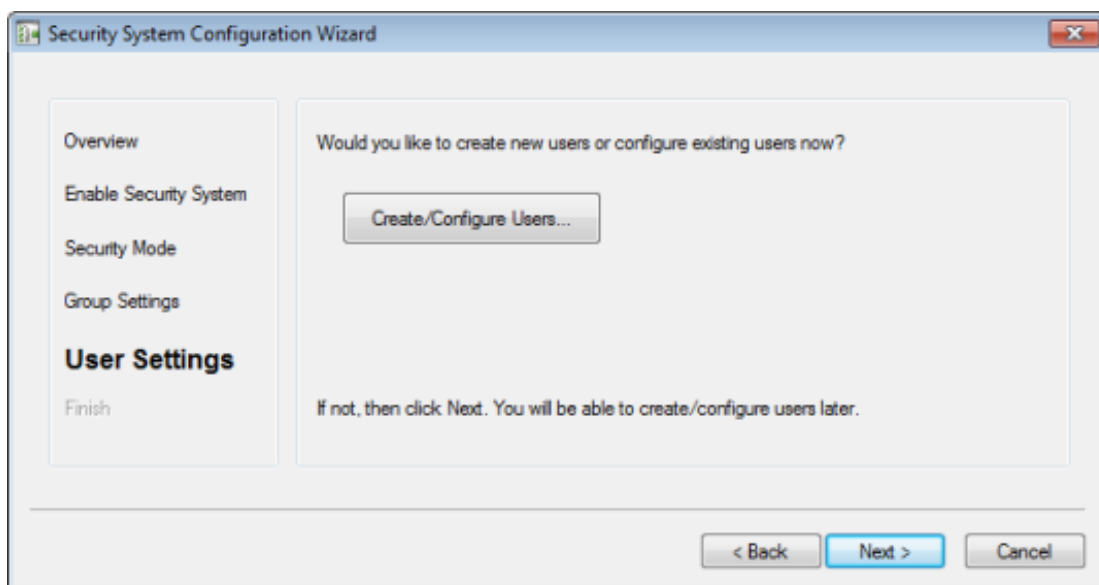 Security System Configuration Wizard
Overview
Enable Security System
Security Mode
Group Settings
User Settings
Finish
Would you like to create new users or configure existing users now?
Create/Configure Users...
If not, then click Next. You will be able to create/configure users later.
< Back
Next >
Cancel